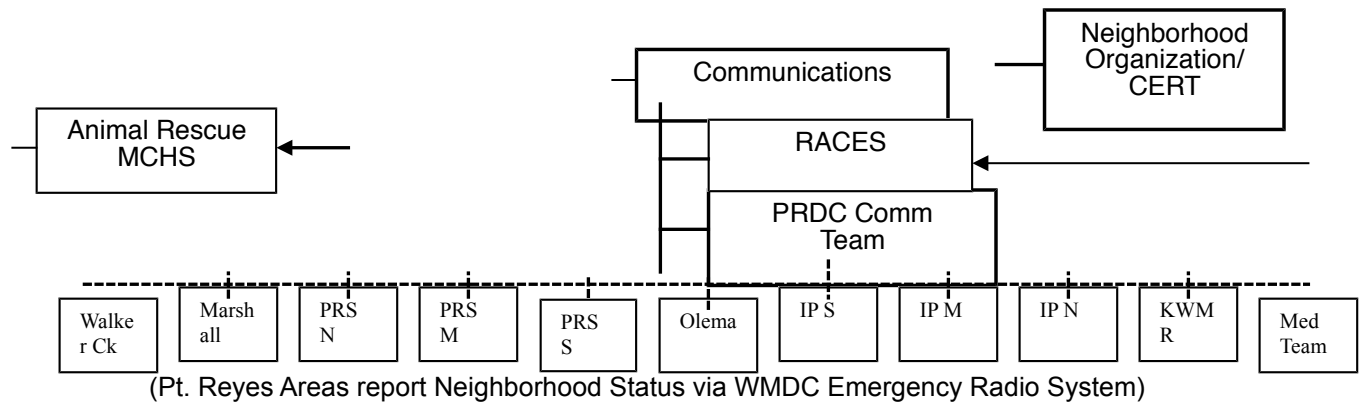 Neighborhood
Organization/
CERT
Communications
Animal Rescue
MCHS
RACES
PRDC Comm
Team
Walke
r Ck
Marsh
all
PRS
N
PRS
M
PRS
S
Olema
IP S
IP M
IP N
KWM
R
Med
Team
(Pt. Reyes Areas report Neighborhood Status via WMDC Emergency Radio System)